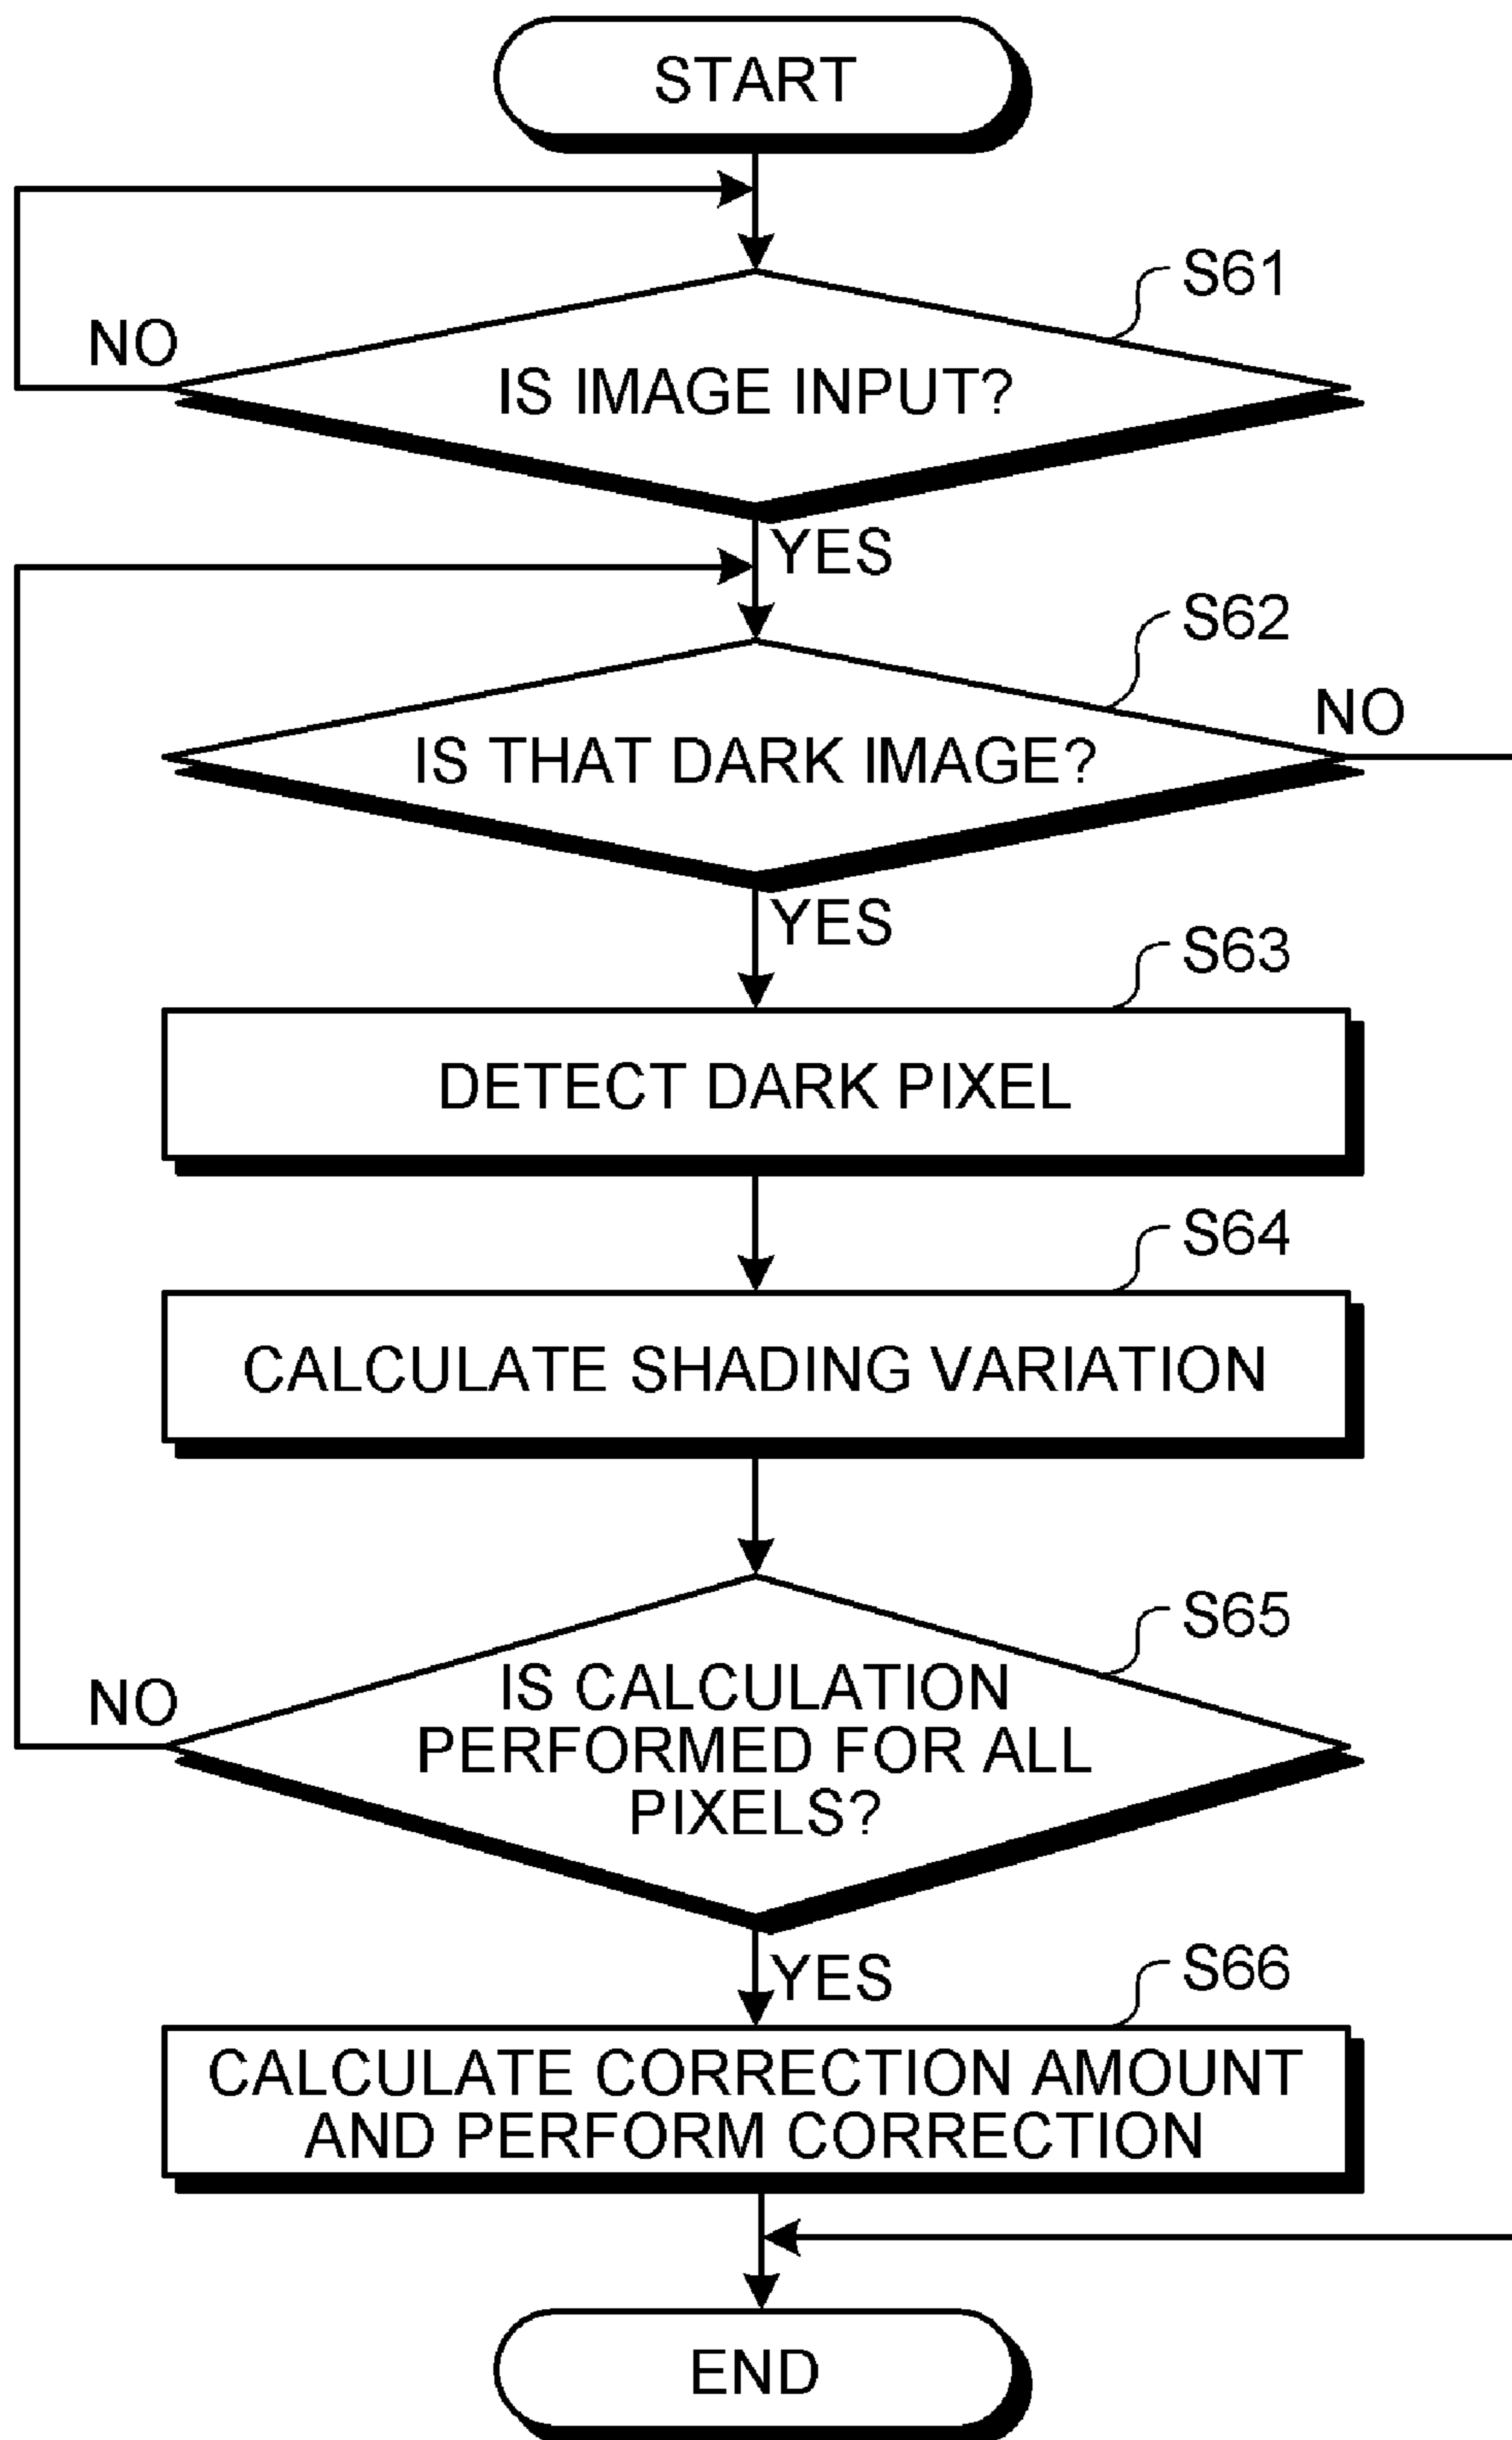 START
S61
NO
IS IMAGE INPUT?
YES
S62
NO
IS THAT DARK IMAGE?
YES
S63
DETECT DARK PIXEL
S64
CALCULATE SHADING VARIATION
S65
NO
IS CALCULATION
PERFORMED FOR ALL
PIXELS?
YES
S66
CALCULATE CORRECTION AMOUNT
AND PERFORM CORRECTION
END